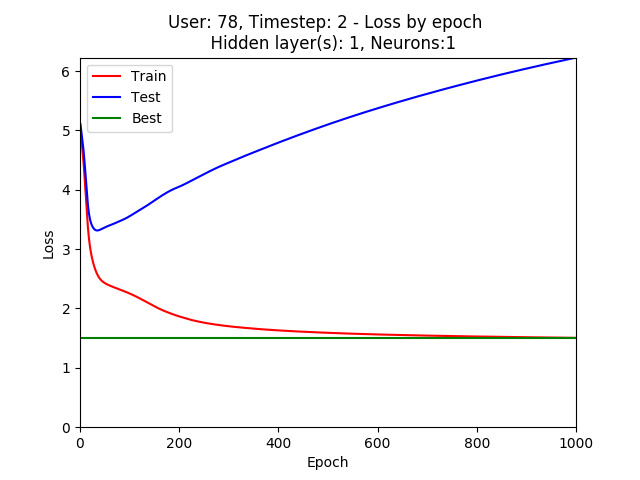 User: 78, Timestep: 2 - Loss by epoch
Hidden layer(s): 1, Neurons:1
Train
Test
Best
6
5
4
3
2
1
0
Loss
0 200 400 600 800 1000
Epoch